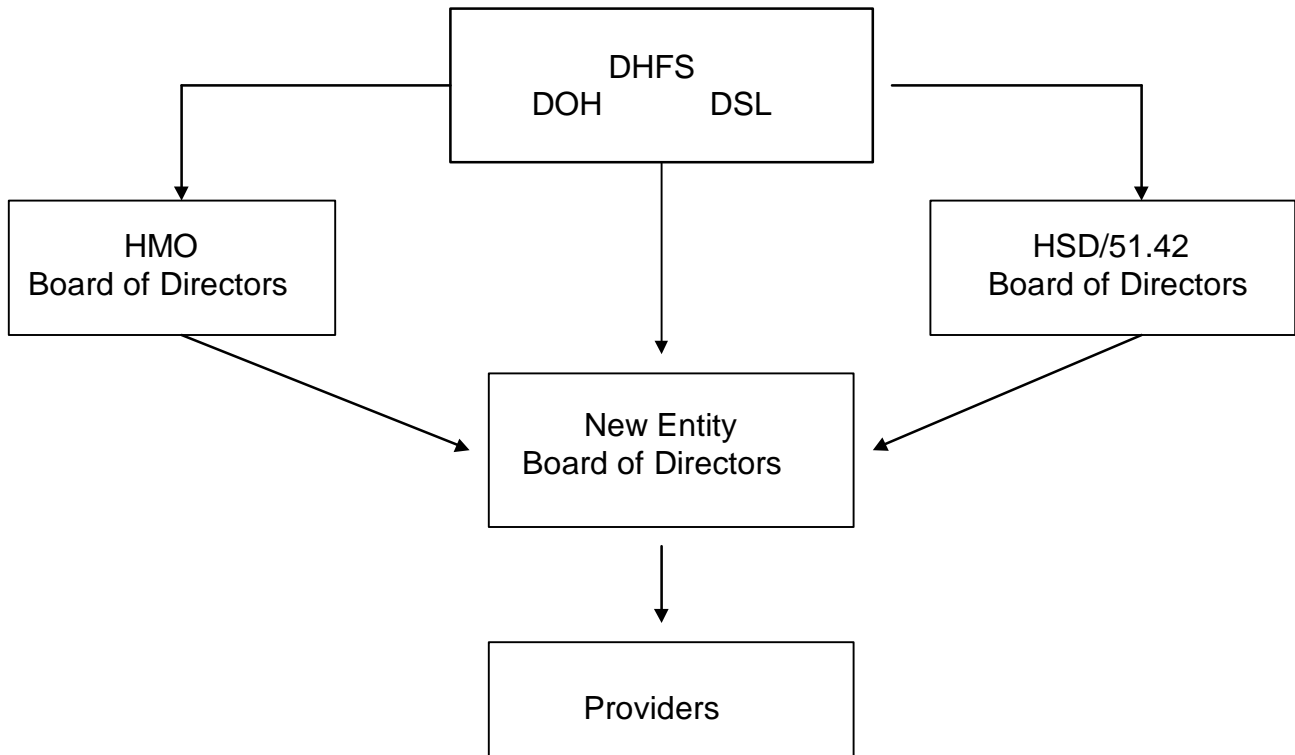 DHFS
DOH DSL
HMO
Board of Directors
HSD/51.42
Board of Directors
New Entity
Board of Directors
Providers